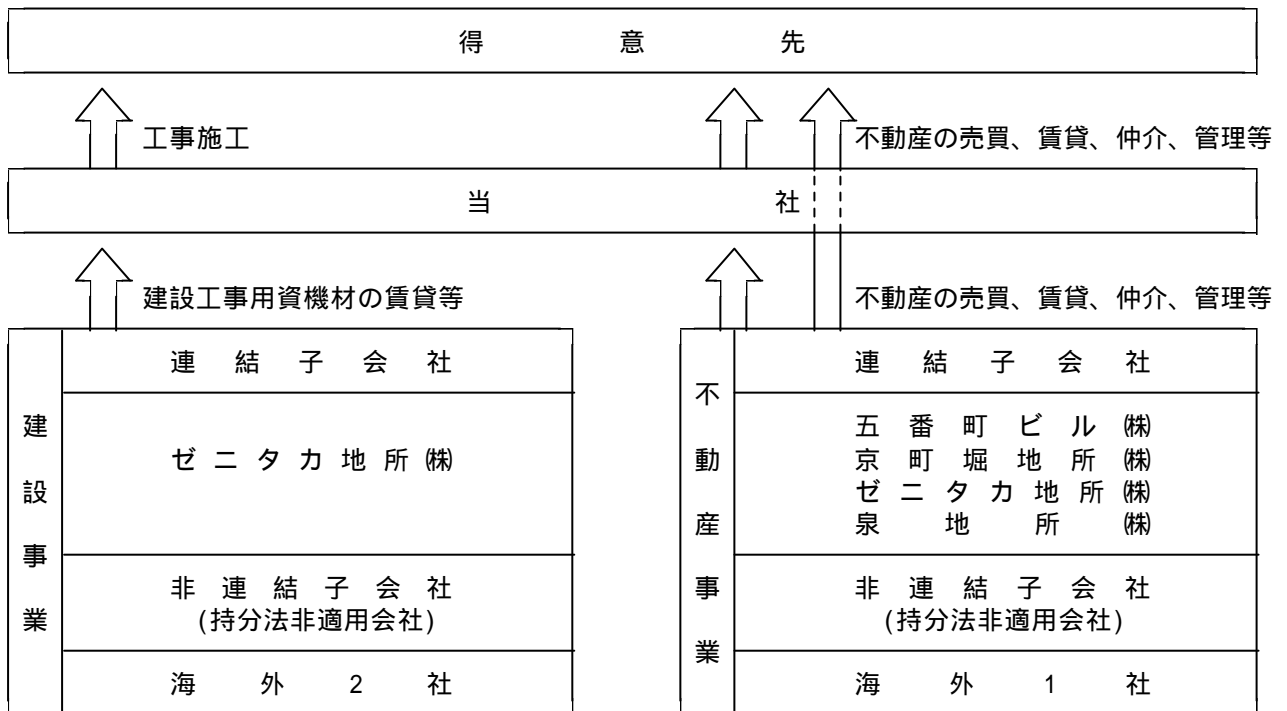 得意先
工事施工
不動産の売買、賃貸、仲介、管理等
当社
建設工事用資機材の賃貸等
不動産の売買、賃貸、仲介、管理等
建設事業
連結子会社
ゼニタカ地所㈱
非連結子会社
(持分法非適用会社)
海外2社
不動産事業
連結子会社
五番町ビル㈱
京町堀地所㈱
ゼニタカ地所㈱
泉地所㈱
非連結子会社
(持分法非適用会社)
海外1社